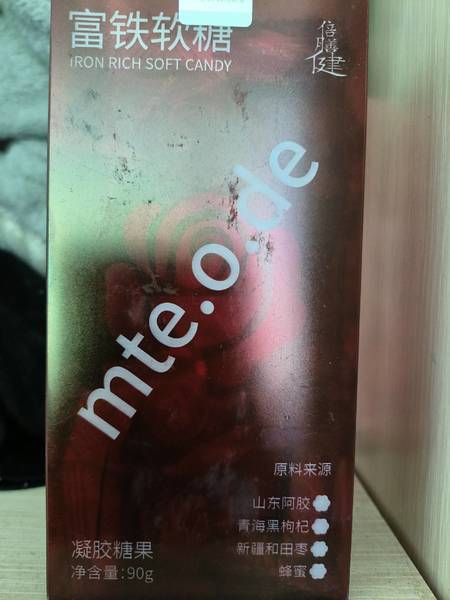 富铁软糖
IRON RICH SOFT CANDY
倍膳健
mte.o.de
原料来源
山东阿胶
青海黑枸杞
新疆和田枣
蜂蜜
凝胶糖果
净含量:90g